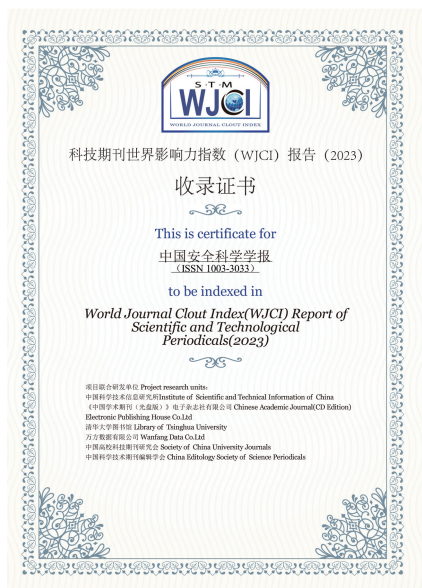 S·T·M
WJCI
WORLD JOURNAL CLOUT INDEX
科技期刊世界影响力指数（WJCI）报告（2023）
收录证书
This is certificate for
中国安全科学学报
（ISSN 1003-3033）
to be indexed in
World Journal Clout Index(WJCI) Report of
Scientific and Technological
Periodicals(2023)
项目联合研发单位 Project research units:
中国科学技术信息研究所Institute of Scientific and Technical Information of China
《中国学术期刊（光盘版）》电子杂志社有限公司 Chinese Academic Journal(CD Edition)
Electronic Publishing House Co.Ltd
清华大学图书馆 Library of Tsinghua University
万方数据有限公司 Wanfang Data Co.Ltd
中国高校科技期刊研究会 Society of China University Journals
中国科学技术期刊编辑学会 China Editology Society of Science Periodicals